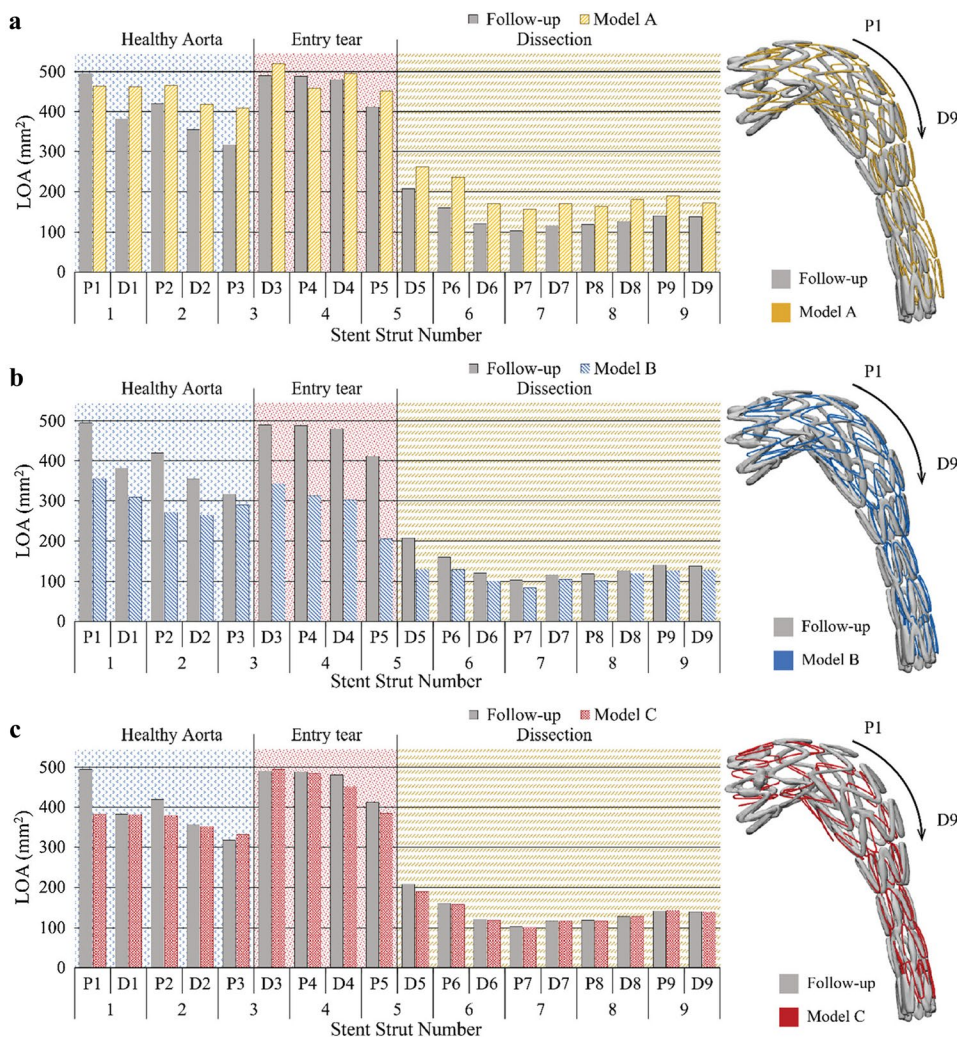 a
Follow-up Model A
Healthy Aorta Entry tear Dissection
LOA (mm²)
500
400
300
200
100
0
P1 D1 P2 D2 P3 D3 P4 D4 P5 D5 P6 D6 P7 D7 P8 D8 P9 D9
1 2 3 4 5 6 7 8 9
Stent Strut Number
P1
D9
Follow-up
Model A
b
Follow-up Model B
Healthy Aorta Entry tear Dissection
LOA (mm²)
500
400
300
200
100
0
P1 D1 P2 D2 P3 D3 P4 D4 P5 D5 P6 D6 P7 D7 P8 D8 P9 D9
1 2 3 4 5 6 7 8 9
Stent Strut Number
P1
D9
Follow-up
Model B
c
Follow-up Model C
Healthy Aorta Entry tear Dissection
LOA (mm²)
500
400
300
200
100
0
P1 D1 P2 D2 P3 D3 P4 D4 P5 D5 P6 D6 P7 D7 P8 D8 P9 D9
1 2 3 4 5 6 7 8 9
Stent Strut Number
P1
D9
Follow-up
Model C